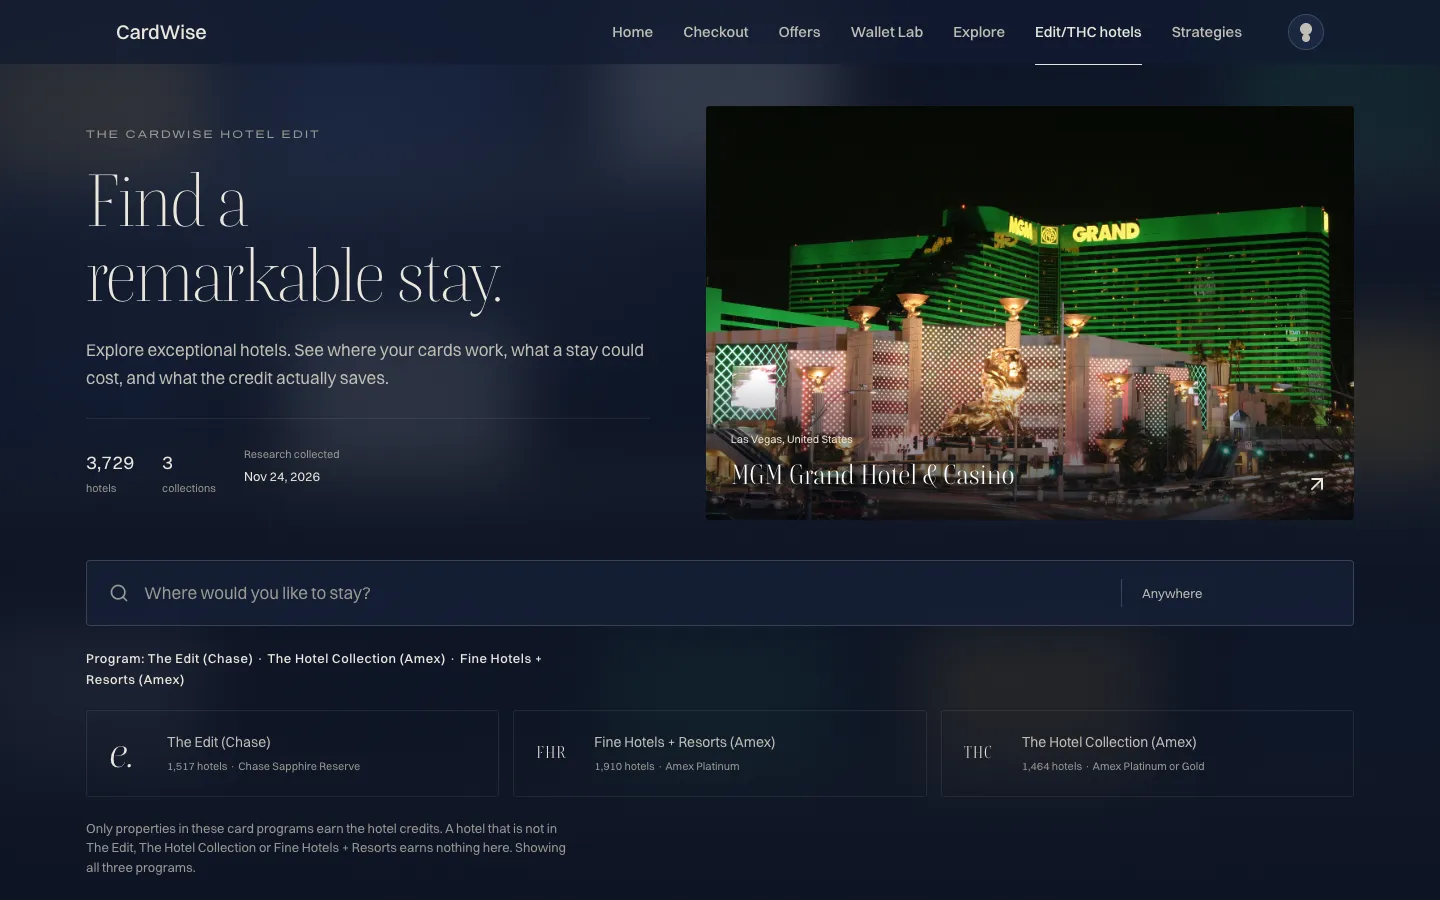 CardWise
Home
Checkout
Offers
Wallet Lab
Explore
Edit/THC hotels
Strategies
THE CARDWISE HOTEL EDIT
Find a
remarkable stay.
Explore exceptional hotels. See where your cards work, what a stay could
cost, and what the credit actually saves.
3,729
hotels
3
collections
Research collected
Nov 24, 2026
MGM
GRAND
Las Vegas, United States
MGM Grand Hotel & Casino
Where would you like to stay?
Anywhere
Program: The Edit (Chase) · The Hotel Collection (Amex) · Fine Hotels +
Resorts (Amex)
e.
The Edit (Chase)
1,517 hotels · Chase Sapphire Reserve
FHR
Fine Hotels + Resorts (Amex)
1,910 hotels · Amex Platinum
THC
The Hotel Collection (Amex)
1,464 hotels · Amex Platinum or Gold
Only properties in these card programs earn the hotel credits. A hotel that is not in
The Edit, The Hotel Collection or Fine Hotels + Resorts earns nothing here. Showing
all three programs.